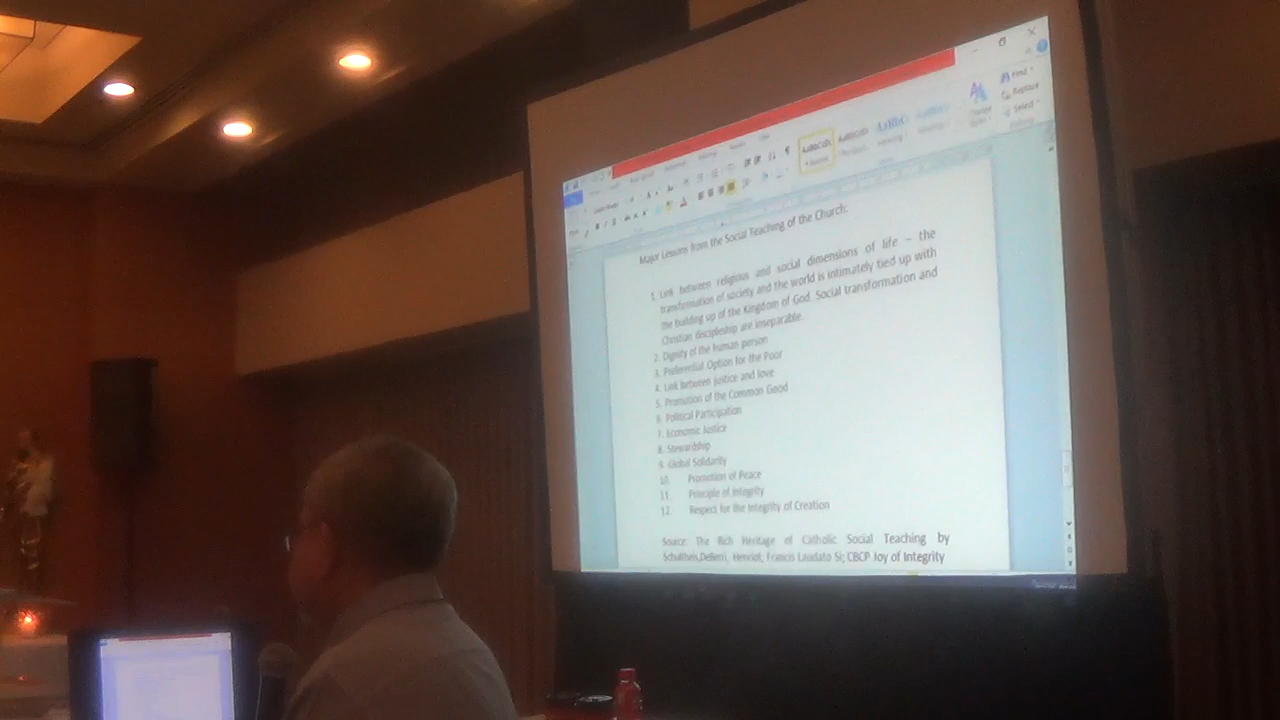 Find
Replace
Select
Change
Major Lessons from the Social Teaching of the Church:
1. Link between religious and social dimensions of life – the
transformation of society and the world is intimately tied up with
the building up of the Kingdom of God. Social transformation and
Christian discipleship are inseparable.
2. Dignity of the human person
3. Preferential Option for the Poor
4. Link between justice and love
5. Promotion of the Common Good
6. Political Participation
7. Economic Justice
8. Stewardship
9. Global Solidarity
10. Promotion of Peace
11. Principle of Integrity
12. Respect for the Integrity of Creation
Source: The Rich Heritage of Catholic Social Teaching by
Schultheis,DeBerri, Henriot; Francis Laudato Si; CBCP Joy of Integrity